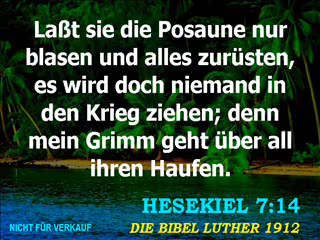 Laßt sie die Posaune nur
blasen und alles zurüsten,
es wird doch niemand in
den Krieg ziehen; denn
mein Grimm geht über all
ihren Haufen.
HESEKIEL 7:14
NICHT FÜR VERKAUF
DIE BIBEL LUTHER 1912